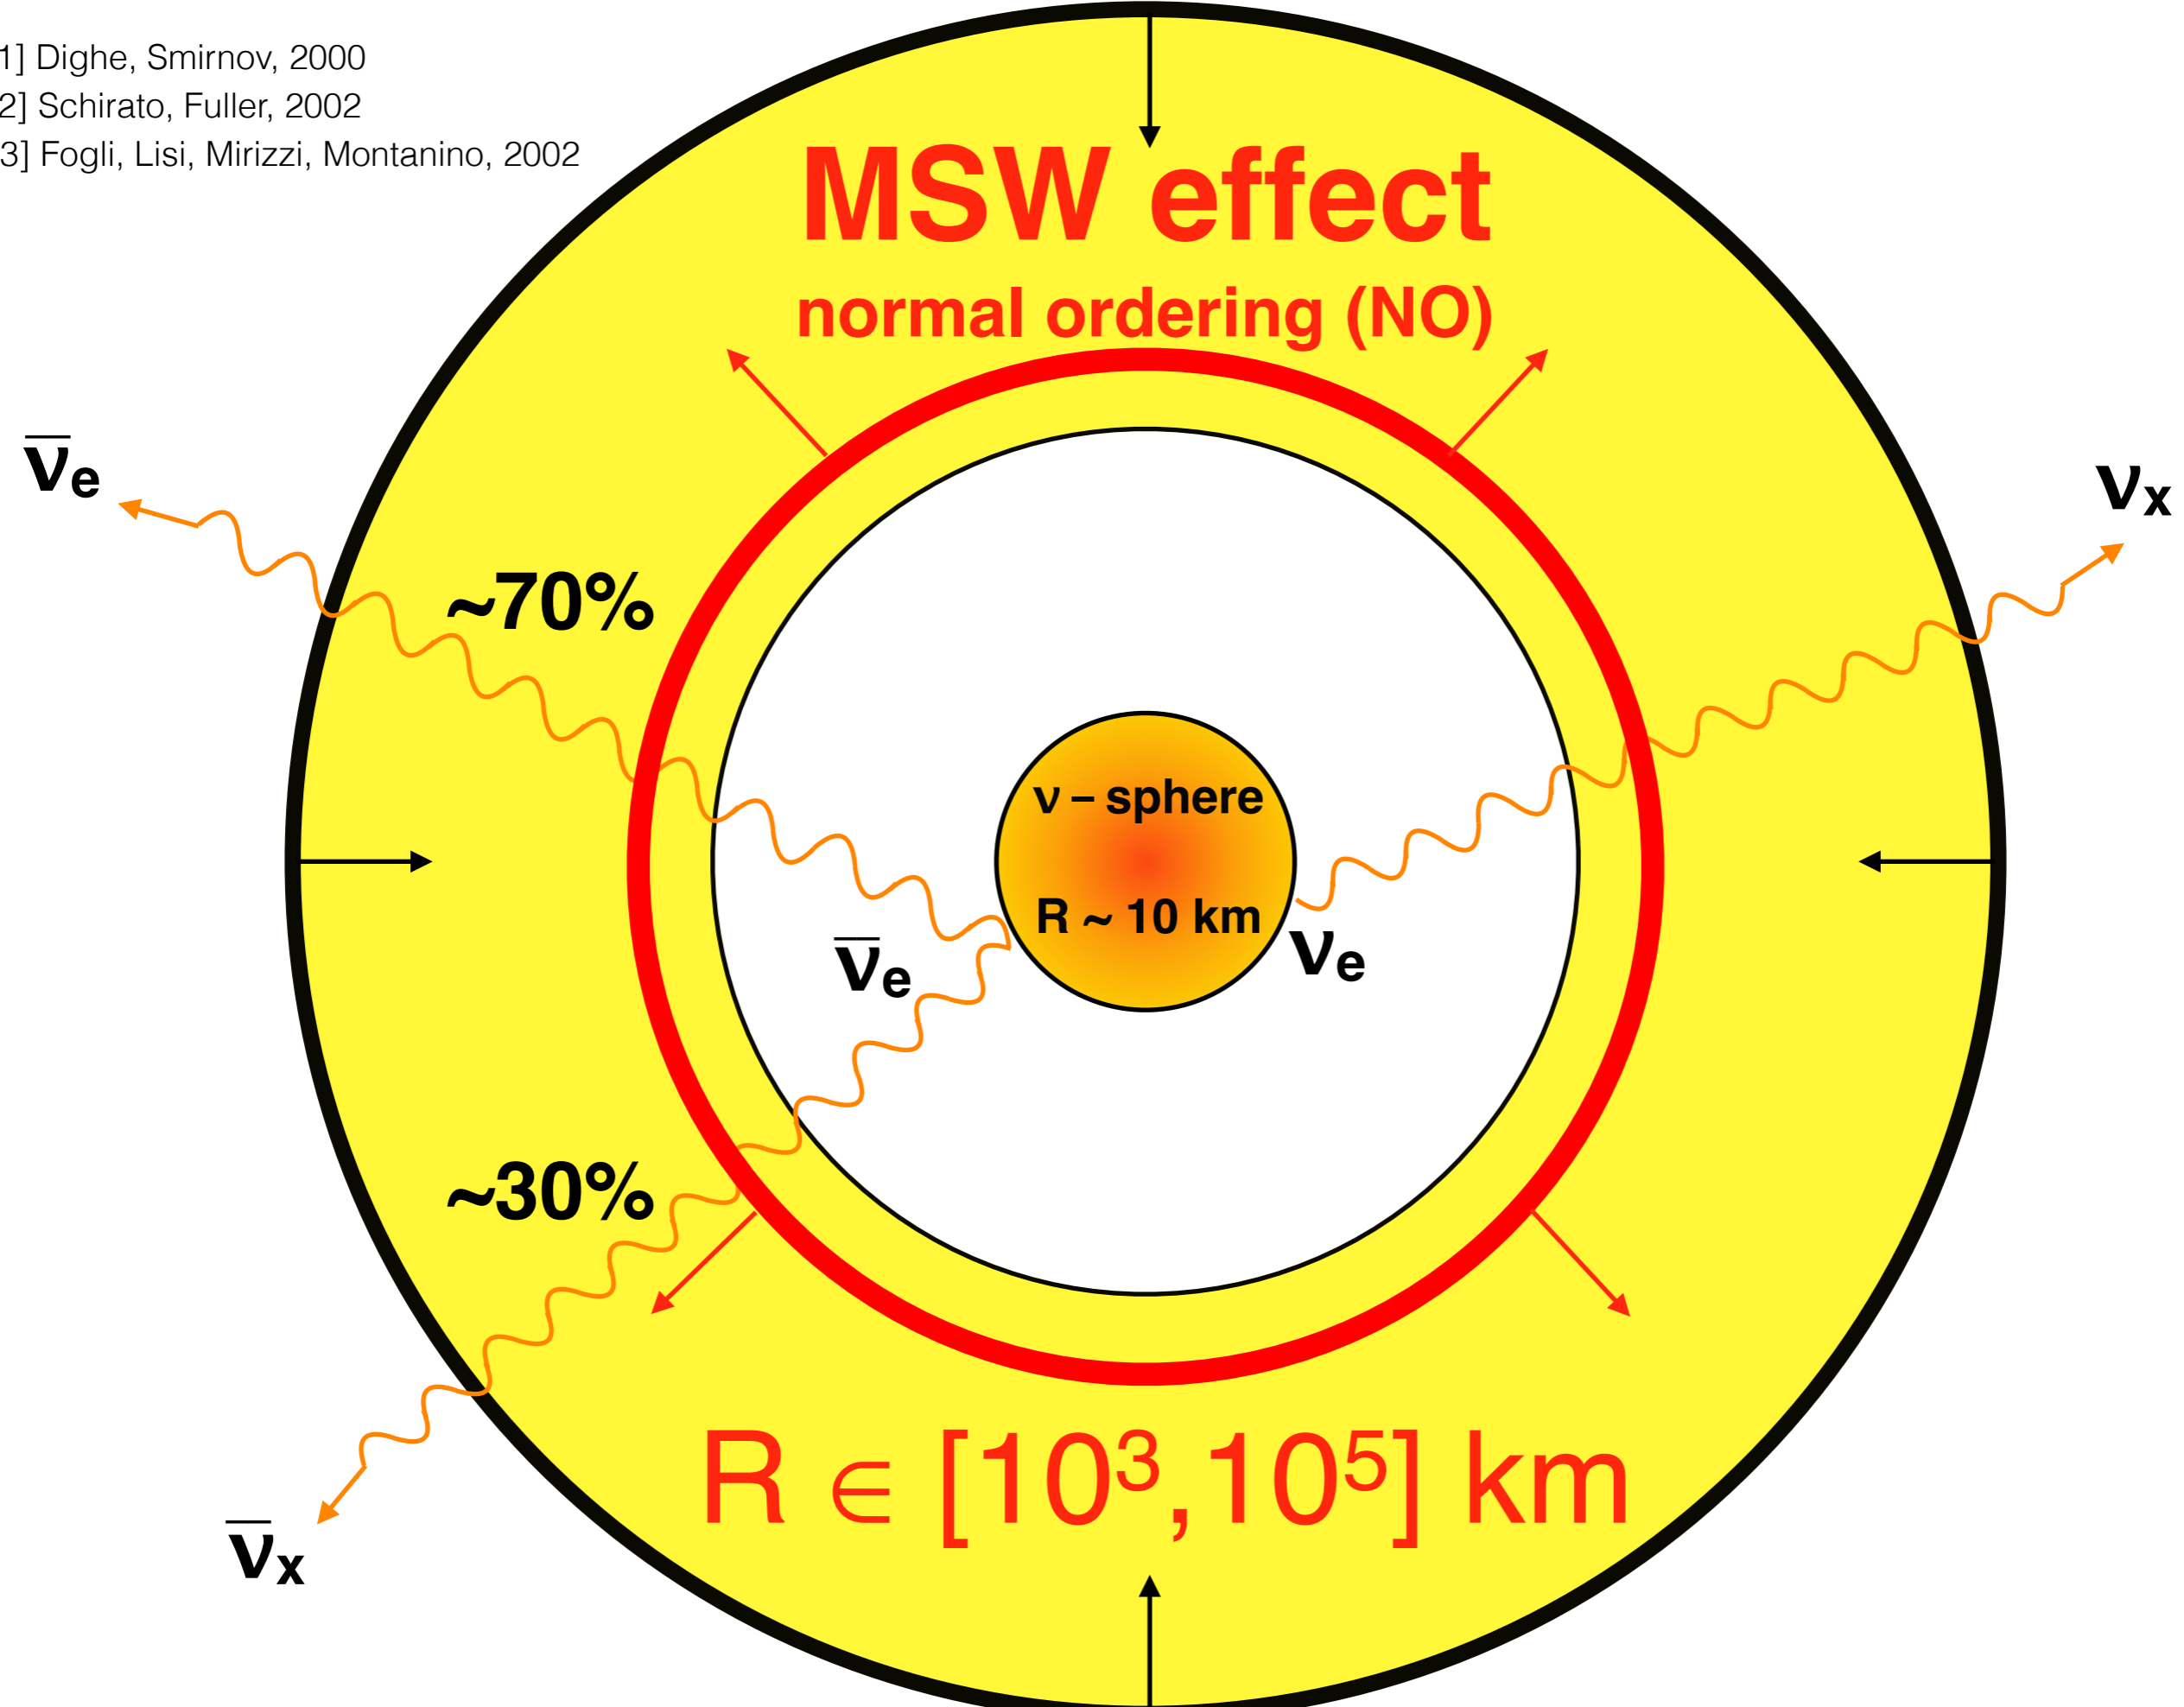 1] Dighe, Smirnov, 2000
2] Schirato, Fuller, 2002
3] Fogli, Lisi, Mirizzi, Montanino, 2002
MSW effect
normal ordering (NO)
ν̅e
νx
~70%
ν – sphere
R ~ 10 km
ν̅e
νe
~30%
R ∈ [10³,10⁵] km
ν̅x